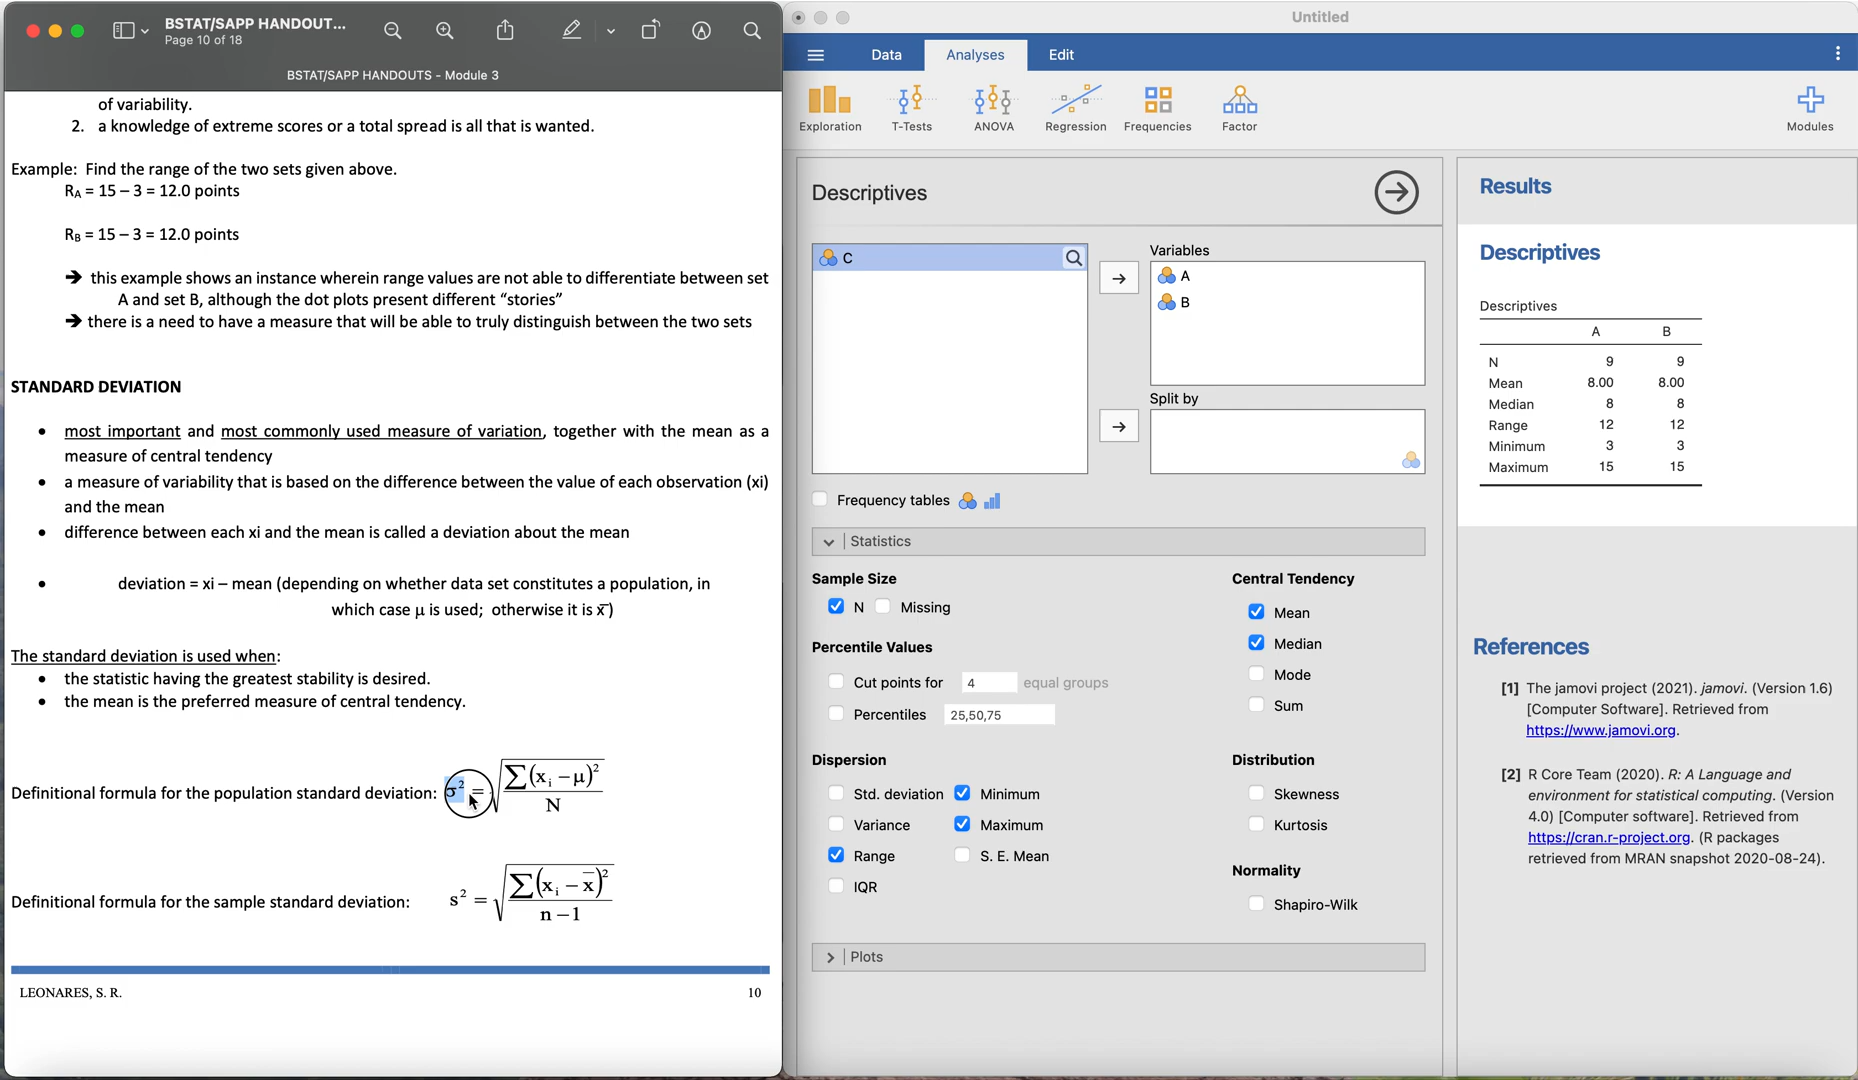 BSTAT/SAPP HANDOUT...
Page 10 of 18
BSTAT/SAPP HANDOUTS - Module 3
of variability.
2. a knowledge of extreme scores or a total spread is all that is wanted.
Example: Find the range of the two sets given above.
RA = 15 – 3 = 12.0 points
RB = 15 – 3 = 12.0 points
➔ this example shows an instance wherein range values are not able to differentiate between set
A and set B, although the dot plots present different “stories”
➔ there is a need to have a measure that will be able to truly distinguish between the two sets
STANDARD DEVIATION
• most important and most commonly used measure of variation, together with the mean as a
measure of central tendency
• a measure of variability that is based on the difference between the value of each observation (xi)
and the mean
• difference between each xi and the mean is called a deviation about the mean
• deviation = xi – mean (depending on whether data set constitutes a population, in
which case μ is used; otherwise it is x̅)
The standard deviation is used when:
• the statistic having the greatest stability is desired.
• the mean is the preferred measure of central tendency.
Definitional formula for the population standard deviation: σ² = √(∑(xᵢ – μ)² / N)
Definitional formula for the sample standard deviation: s² = √(∑(xᵢ – x̅)² / n – 1)
LEONARES, S. R.
10
Untitled
Data
Analyses
Edit
Exploration
T-Tests
ANOVA
Regression
Frequencies
Factor
Modules
Descriptives
C
Variables
A
B
Split by
Frequency tables
Statistics
Sample Size
N
Missing
Percentile Values
Cut points for 4 equal groups
Percentiles 25,50,75
Dispersion
Std. deviation
Minimum
Variance
Maximum
Range
S. E. Mean
IQR
Central Tendency
Mean
Median
Mode
Sum
Distribution
Skewness
Kurtosis
Normality
Shapiro-Wilk
Plots
Results
Descriptives
Descriptives
A B
N 9 9
Mean 8.00 8.00
Median 8 8
Range 12 12
Minimum 3 3
Maximum 15 15
References
[1] The jamovi project (2021). jamovi. (Version 1.6)
[Computer Software]. Retrieved from
https://www.jamovi.org.
[2] R Core Team (2020). R: A Language and
environment for statistical computing. (Version
4.0) [Computer software]. Retrieved from
https://cran.r-project.org. (R packages
retrieved from MRAN snapshot 2020-08-24).